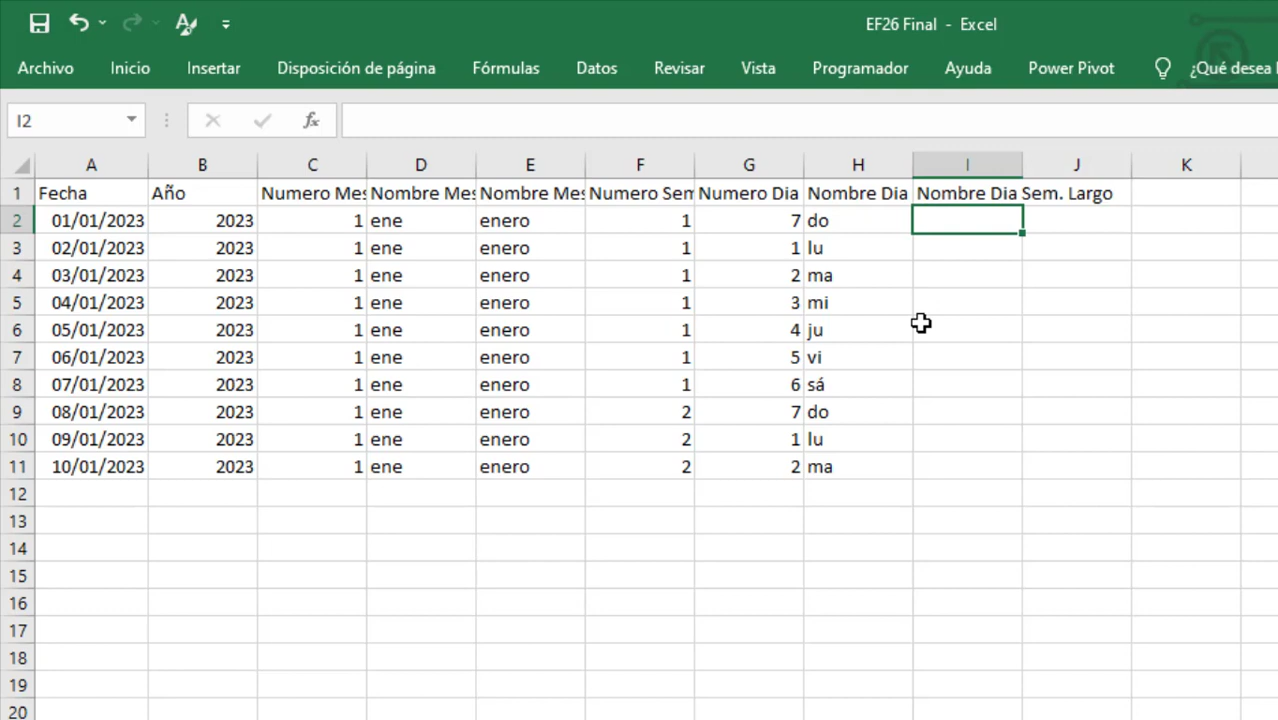 EF26 Final - Excel
Archivo Inicio Insertar Disposición de página Fórmulas Datos Revisar Vista Programador Ayuda Power Pivot ¿Qué desea
I2 fx
A B C D E F G H I J K
1 Fecha Año Numero Mes Nombre Mes Nombre Mes Numero Sem Numero Dia Nombre Dia Nombre Dia Sem. Largo
2 01/01/2023 2023 1 ene enero 1 7 do
3 02/01/2023 2023 1 ene enero 1 1 lu
4 03/01/2023 2023 1 ene enero 1 2 ma
5 04/01/2023 2023 1 ene enero 1 3 mi
6 05/01/2023 2023 1 ene enero 1 4 ju
7 06/01/2023 2023 1 ene enero 1 5 vi
8 07/01/2023 2023 1 ene enero 1 6 sá
9 08/01/2023 2023 1 ene enero 2 7 do
10 09/01/2023 2023 1 ene enero 2 1 lu
11 10/01/2023 2023 1 ene enero 2 2 ma
12
13
14
15
16
17
18
19
20